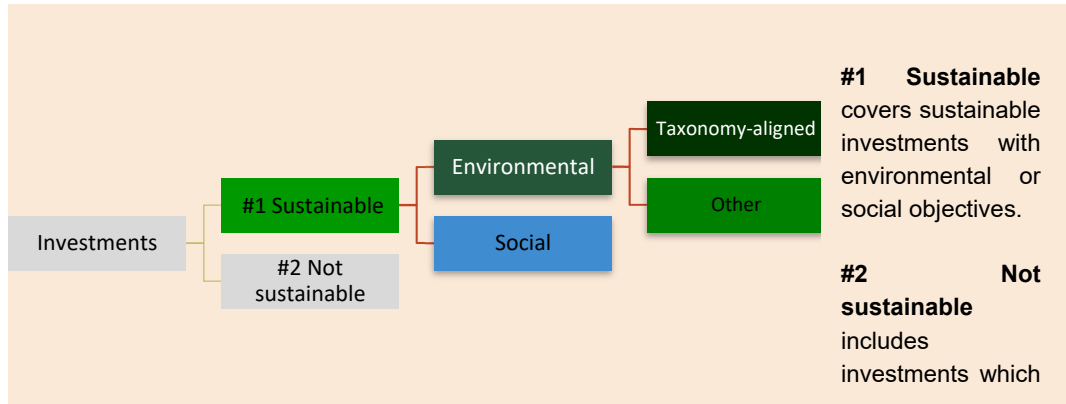 Investments
#1 Sustainable
#2 Not
sustainable
Environmental
Social
Taxonomy-aligned
Other
#1 Sustainable
covers sustainable
investments with
environmental or
social objectives.
#2 Not
sustainable
includes
investments which